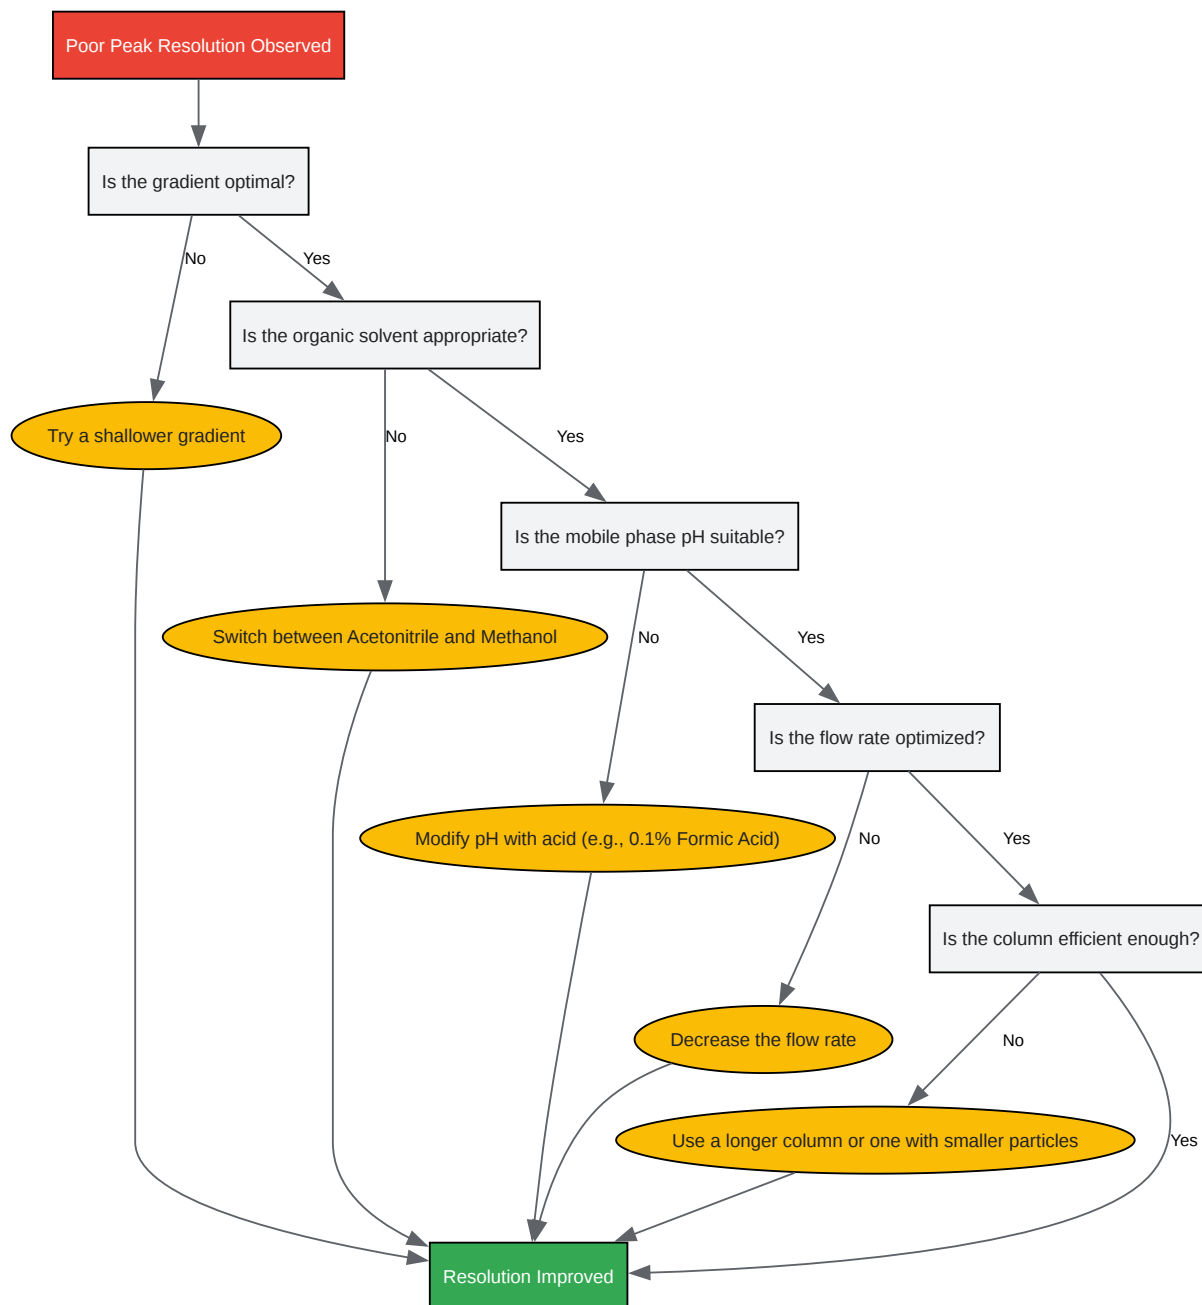 Poor Peak Resolution Observed
Is the gradient optimal?
No
Yes
Is the organic solvent appropriate?
Try a shallower gradient
No
Yes
Is the mobile phase pH suitable?
Switch between Acetonitrile and Methanol
No
Yes
Is the flow rate optimized?
Modify pH with acid (e.g., 0.1% Formic Acid)
No
Yes
Is the column efficient enough?
Decrease the flow rate
No
Use a longer column or one with smaller particles
Yes
Resolution Improved